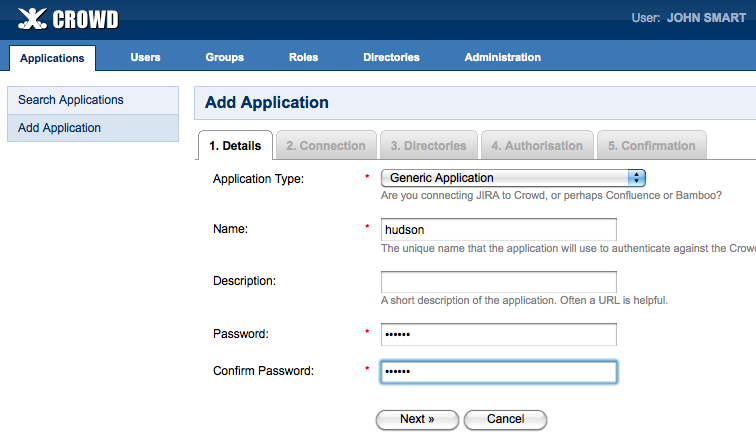 CROWD
User: JOHN SMART
Applications Users Groups Roles Directories Administration
Search Applications
Add Application
Add Application
1. Details 2. Connection 3. Directories 4. Authorisation 5. Confirmation
Application Type: * Generic Application
Are you connecting JIRA to Crowd, or perhaps Confluence or Bamboo?
Name: * hudson
The unique name that the application will use to authenticate against the Crow
Description:
A short description of the application. Often a URL is helpful.
Password: * ••••••
Confirm Password: * ••••••
Next » Cancel